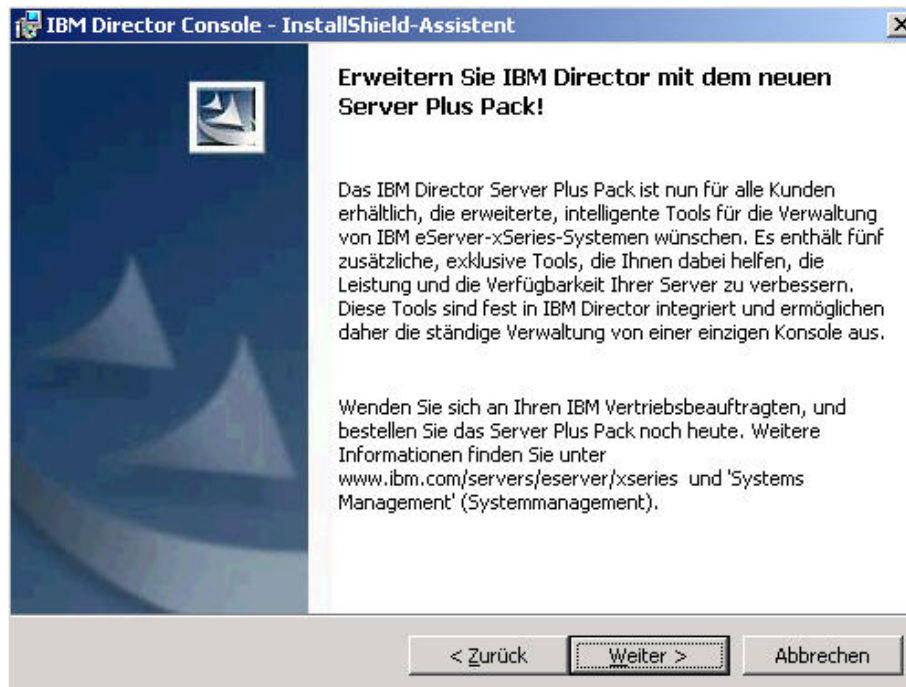 IBM Director Console - InstallShield-Assistent
Erweitern Sie IBM Director mit dem neuen
Server Plus Pack!
Das IBM Director Server Plus Pack ist nun für alle Kunden
erhältlich, die erweiterte, intelligente Tools für die Verwaltung
von IBM eServer-xSeries-Systemen wünschen. Es enthält fünf
zusätzliche, exklusive Tools, die Ihnen dabei helfen, die
Leistung und die Verfügbarkeit Ihrer Server zu verbessern.
Diese Tools sind fest in IBM Director integriert und ermöglichen
daher die ständige Verwaltung von einer einzigen Konsole aus.
Wenden Sie sich an Ihren IBM Vertriebsbeauftragten, und
bestellen Sie das Server Plus Pack noch heute. Weitere
Informationen finden Sie unter
www.ibm.com/servers/eserver/xseries und 'Systems
Management' (Systemmanagement).
< Zurück
Weiter >
Abbrechen